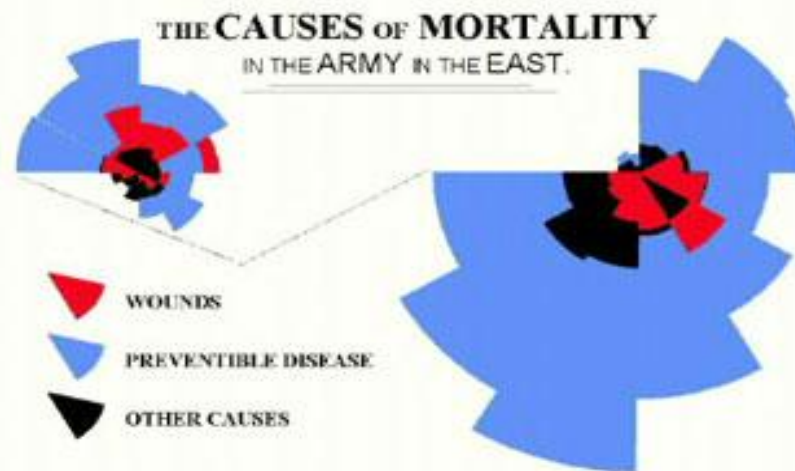 THE CAUSES OF MORTALITY
IN THE ARMY IN THE EAST.
WOUNDS
PREVENTIBLE DISEASE
OTHER CAUSES